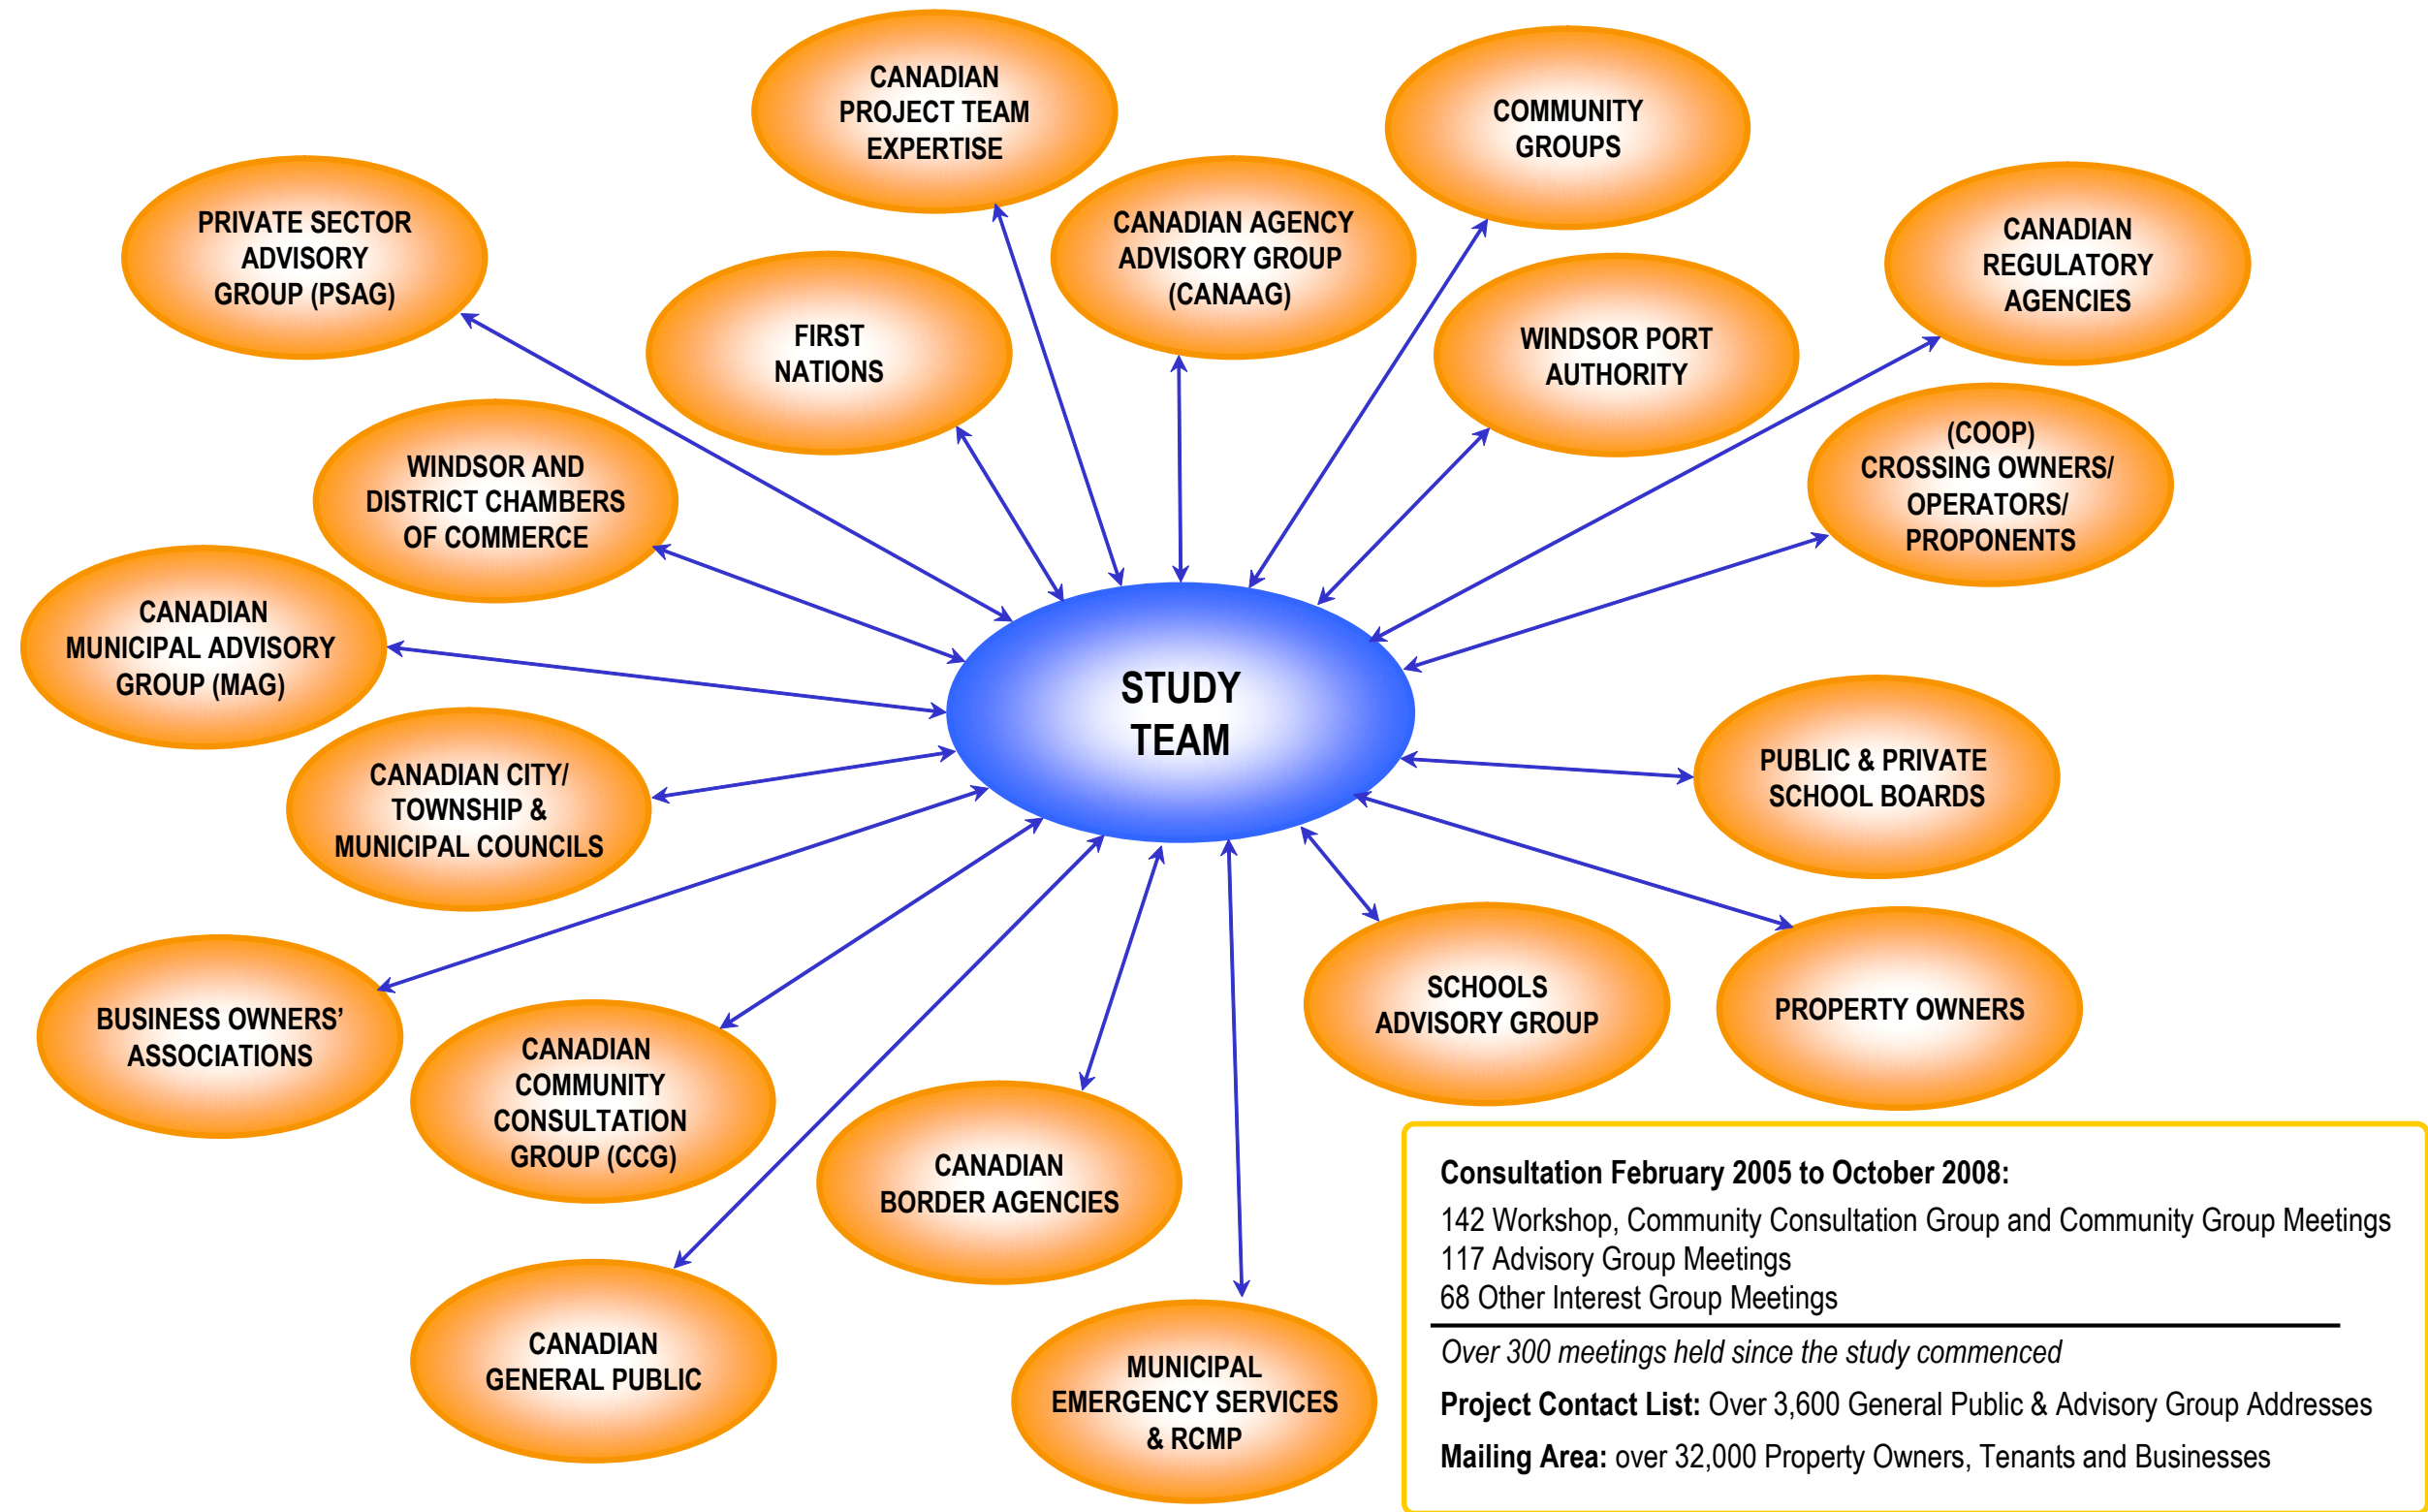 CANADIAN
PROJECT TEAM
EXPERTISE
COMMUNITY
GROUPS
PRIVATE SECTOR
ADVISORY
GROUP (PSAG)
CANADIAN AGENCY
ADVISORY GROUP
(CANAAG)
CANADIAN
REGULATORY
AGENCIES
FIRST
NATIONS
WINDSOR PORT
AUTHORITY
WINDSOR AND
DISTRICT CHAMBERS
OF COMMERCE
(COOP)
CROSSING OWNERS/
OPERATORS/
PROPONENTS
CANADIAN
MUNICIPAL ADVISORY
GROUP (MAG)
STUDY
TEAM
CANADIAN CITY/
TOWNSHIP &
MUNICIPAL COUNCILS
PUBLIC & PRIVATE
SCHOOL BOARDS
BUSINESS OWNERS’
ASSOCIATIONS
CANADIAN
COMMUNITY
CONSULTATION
GROUP (CCG)
SCHOOLS
ADVISORY GROUP
PROPERTY OWNERS
CANADIAN
BORDER AGENCIES
CANADIAN
GENERAL PUBLIC
MUNICIPAL
EMERGENCY SERVICES
& RCMP
Consultation February 2005 to October 2008:
142 Workshop, Community Consultation Group and Community Group Meetings
117 Advisory Group Meetings
68 Other Interest Group Meetings
Over 300 meetings held since the study commenced
Project Contact List: Over 3,600 General Public & Advisory Group Addresses
Mailing Area: over 32,000 Property Owners, Tenants and Businesses